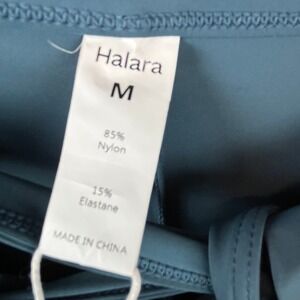 Halara
M
85%
Nylon
15%
Elastane
MADE IN CHINA